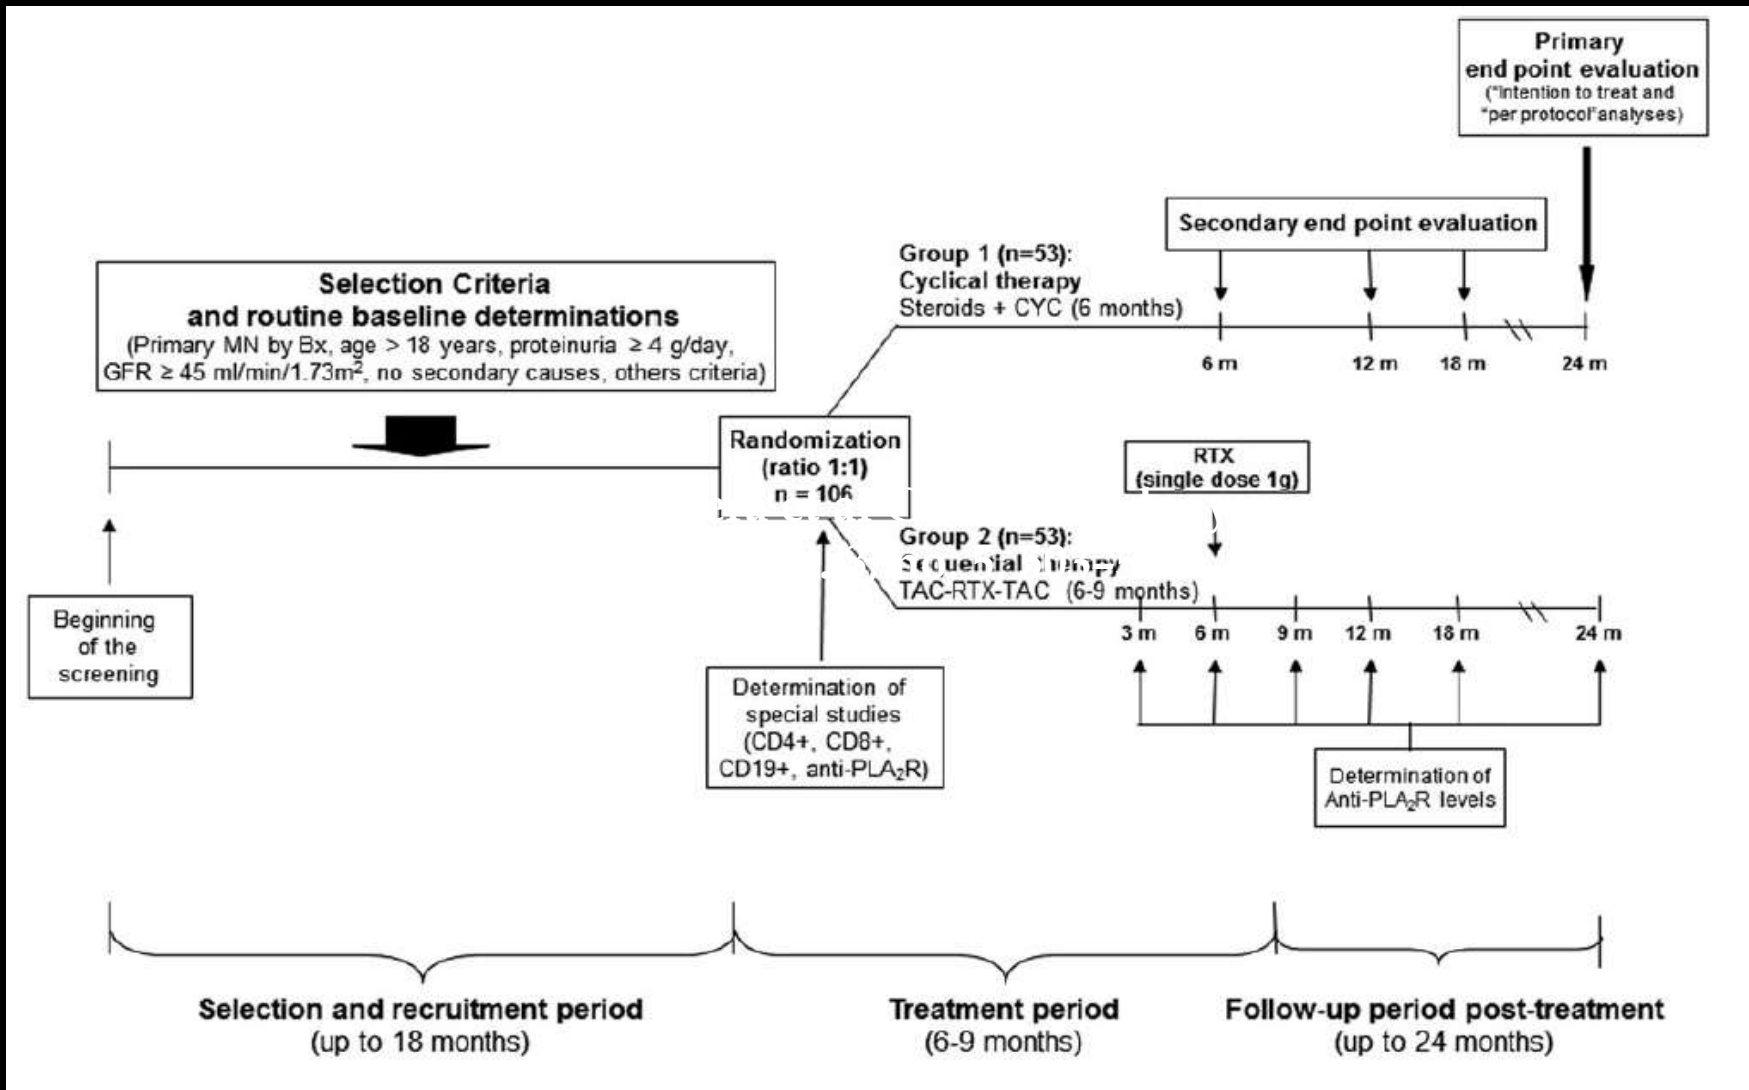 Primary
end point evaluation
("Intention to treat and
"per protocol"analyses)
Secondary end point evaluation
Group 1 (n=53):
Cyclical therapy
Steroids + CYC (6 months)
6 m 12 m 18 m 24 m
Selection Criteria
and routine baseline determinations
(Primary MN by Bx, age > 18 years, proteinuria ≥ 4 g/day,
GFR ≥ 45 ml/min/1.73m², no secondary causes, others criteria)
Randomization
(ratio 1:1)
n = 106
RTX
(single dose 1g)
Group 2 (n=53):
Sequential therapy
TAC-RTX-TAC (6-9 months)
3 m 6 m 9 m 12 m 18 m 24 m
Beginning
of the
screening
Determination of
special studies
(CD4+, CD8+,
CD19+, anti-PLA₂R)
Determination of
Anti-PLA₂R levels
Selection and recruitment period
(up to 18 months)
Treatment period
(6-9 months)
Follow-up period post-treatment
(up to 24 months)